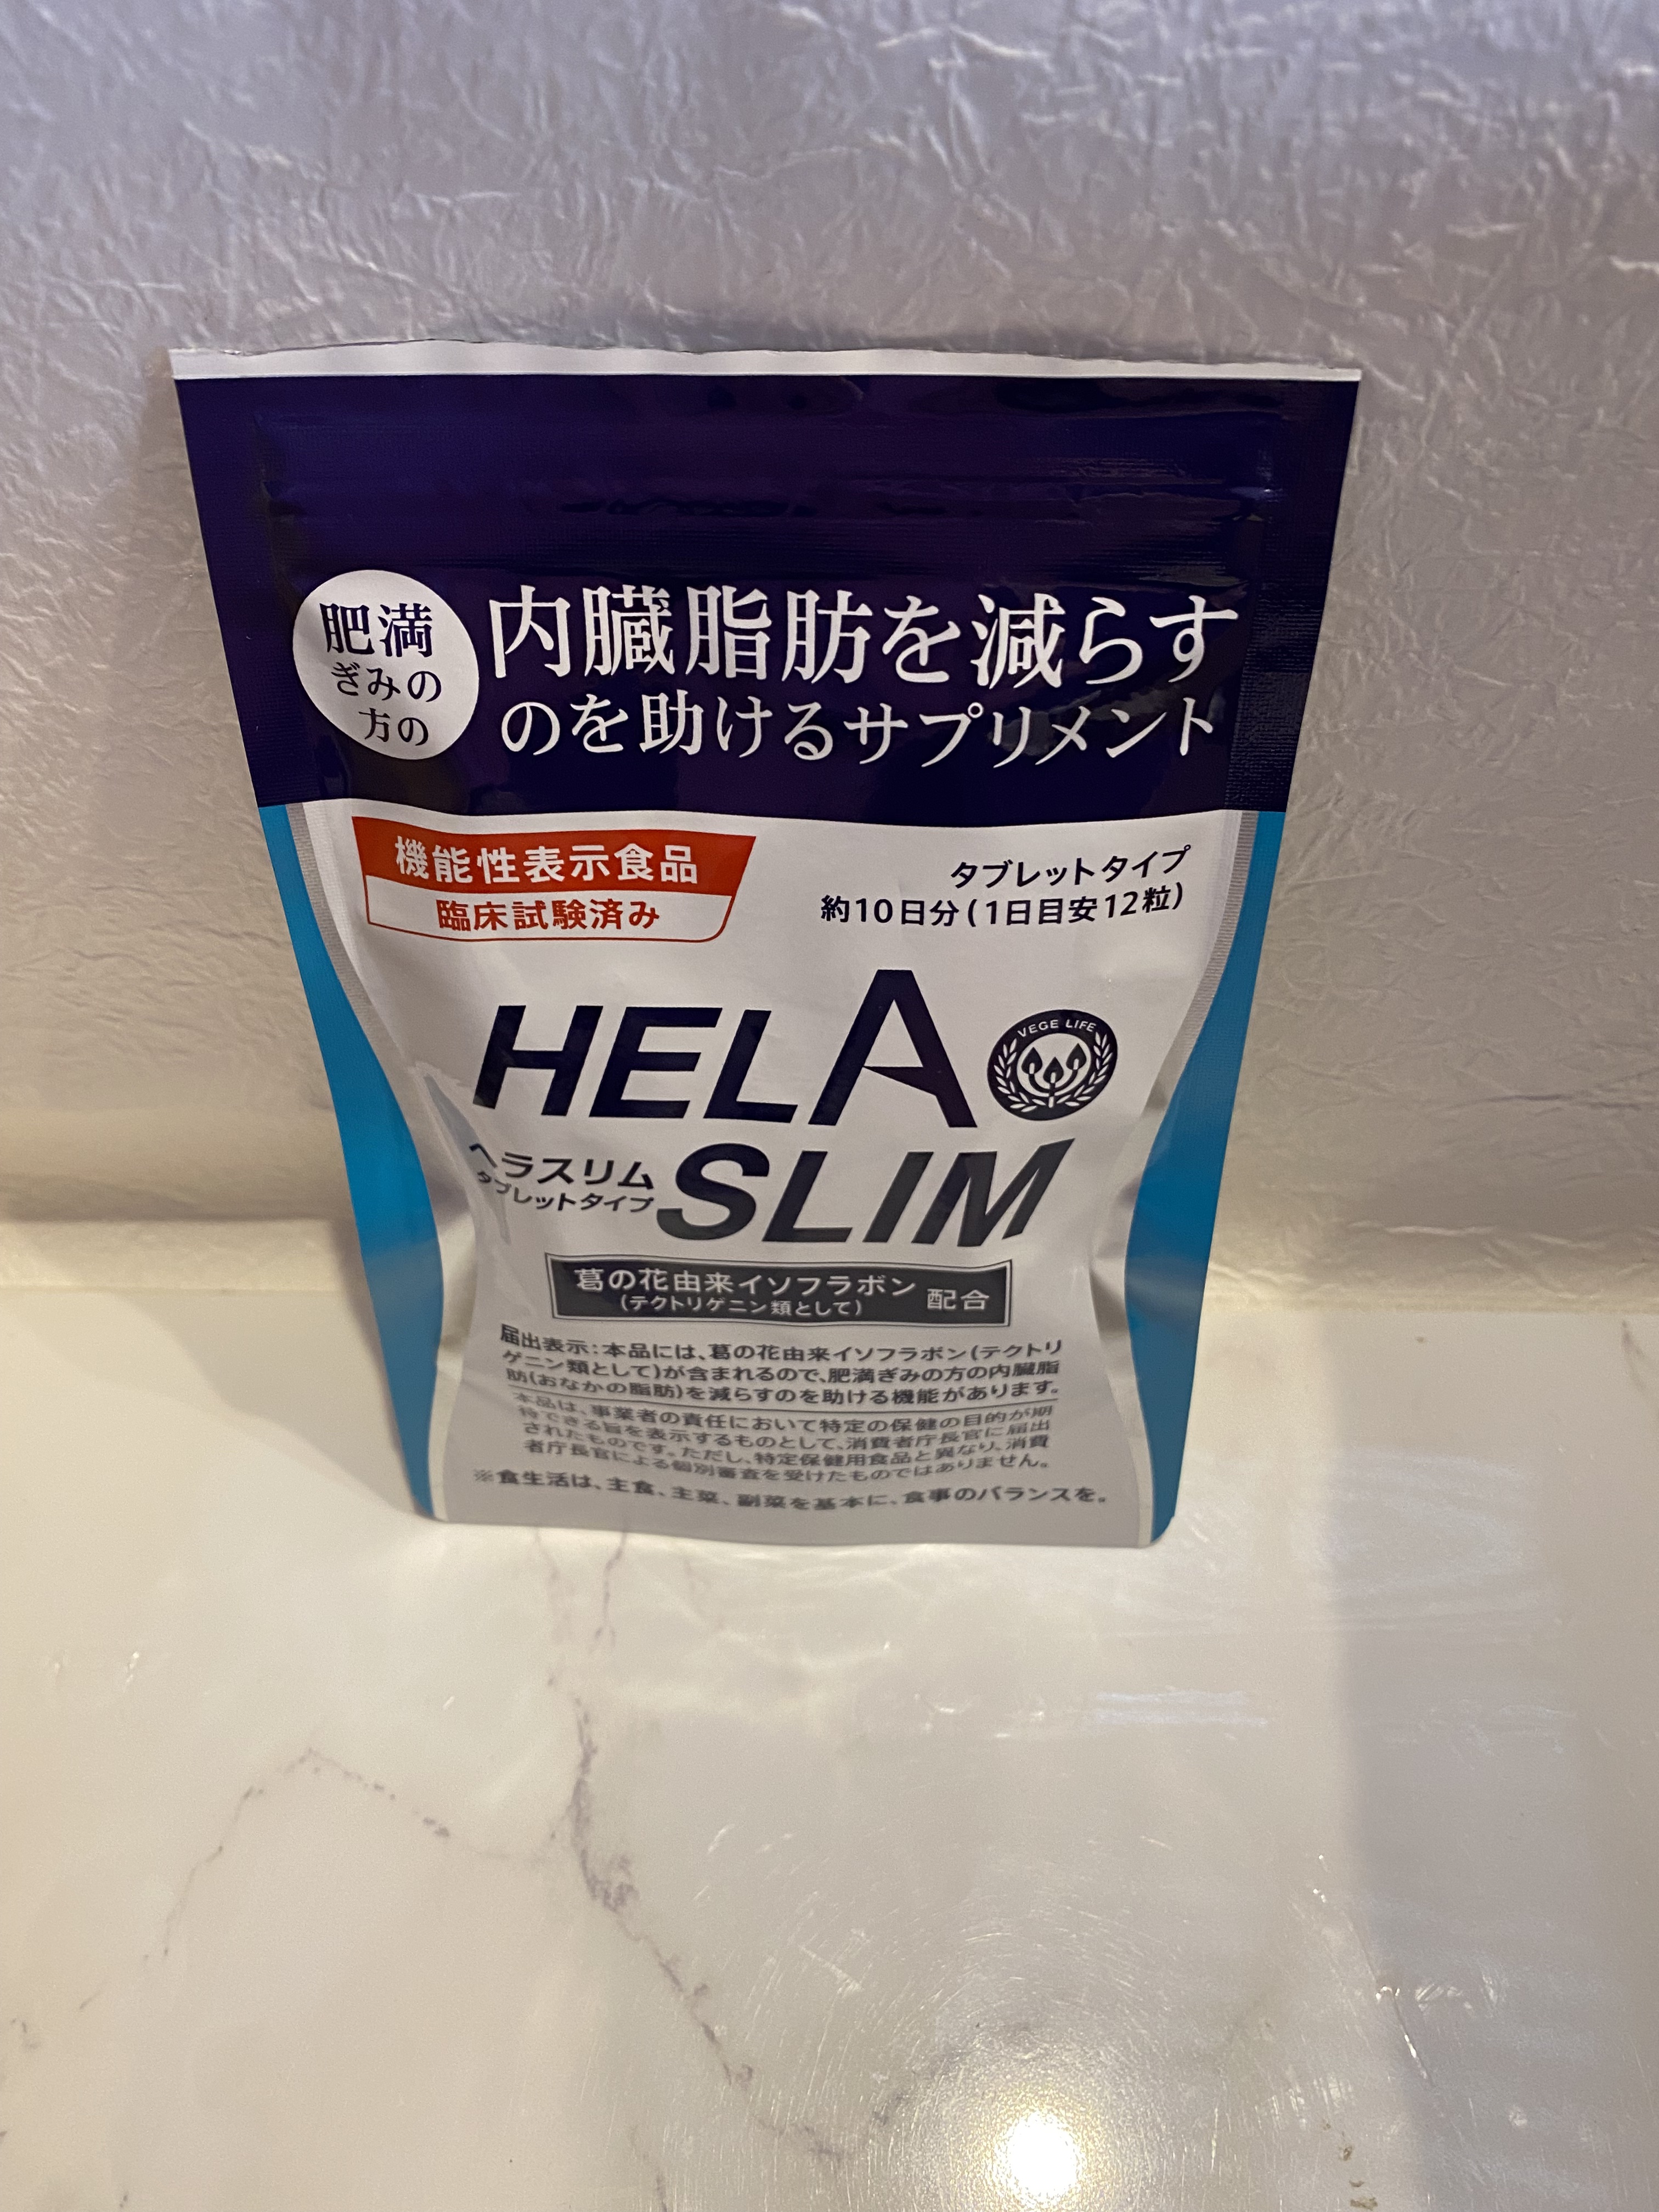 肥満
ぎみの
方の
内臓脂肪を減らす
のを助けるサプリメント
機能性表示食品
臨床試験済み
タブレットタイプ
約10日分(1日目安12粒)
HELA
VEGE LIFE
ヘラスリム
タブレットタイプ
SLIM
葛の花由来イソフラボン
(テクトリゲニン類として)
配合
届出表示:本品には、葛の花由来イソフラボン(テクトリ
ゲニン類として)が含まれるので、肥満ぎみの方の内臓脂
肪(おなかの脂肪)を減らすのを助ける機能があります。
本品は、事業者の責任において特定の保健の目的が期
待できる旨を表示するものとして、消費者庁長官に届出
されたものです。ただし、特定保健用食品と異なり、消費
者庁長官による個別審査を受けたものではありません。
※食生活は、主食、主菜、副菜を基本に、食事のバランスを。